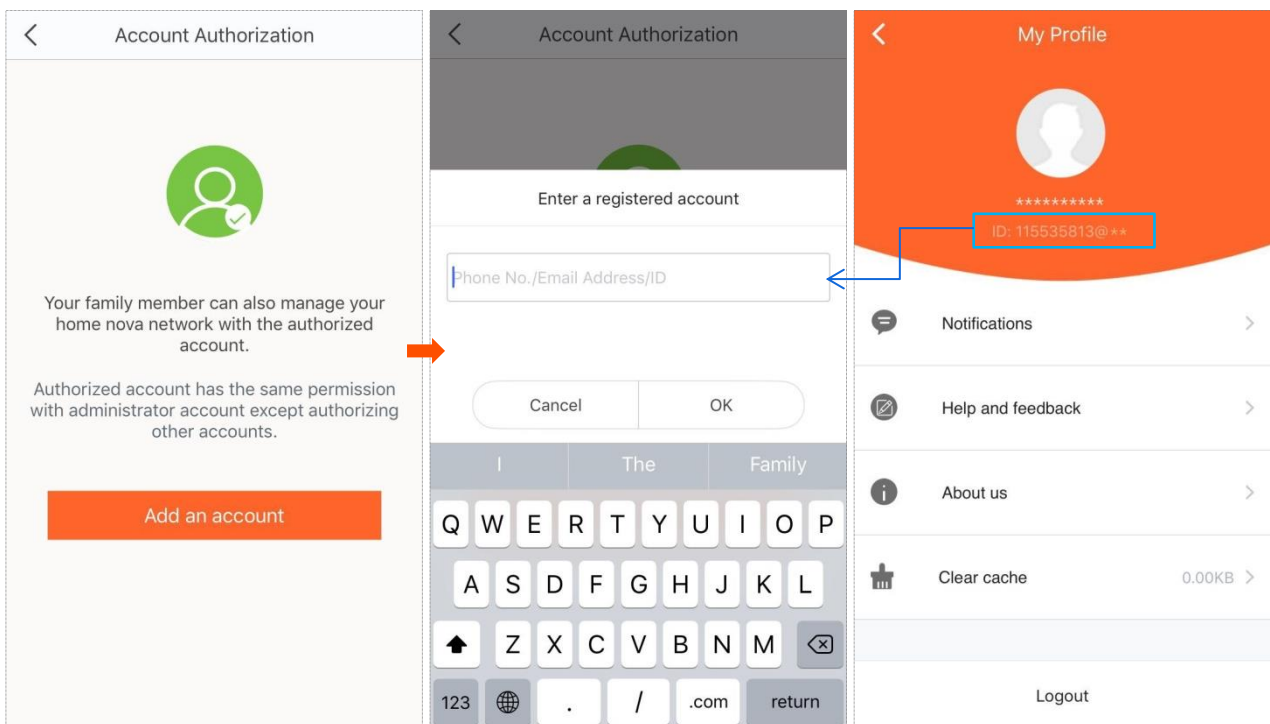 Account Authorization
Your family member can also manage your
home nova network with the authorized
account.
Authorized account has the same permission
with administrator account except authorizing
other accounts.
Add an account
Account Authorization
Enter a registered account
Phone No./Email Address/ID
Cancel
OK
I The Family
Q W E R T Y U I O P
A S D F G H J K L
Z X C V B N M
123 . / .com return
My Profile
**********
ID: 115535813@**
Notifications
Help and feedback
About us
Clear cache 0.00KB
Logout